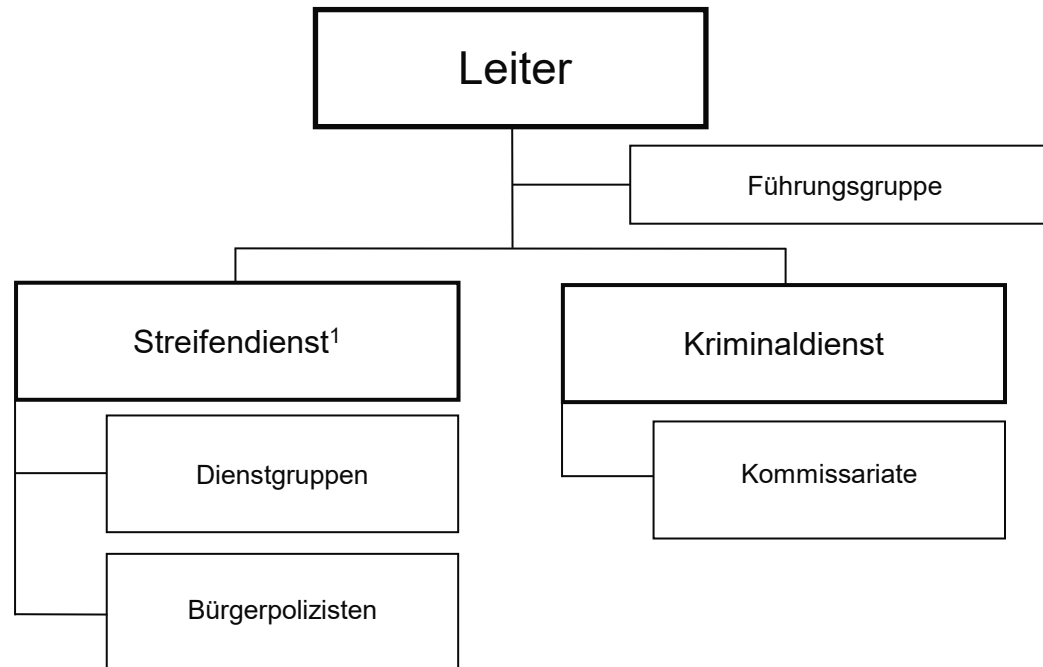 Leiter
Führungsgruppe
Streifendienst¹
Kriminaldienst
Dienstgruppen
Kommissariate
Bürgerpolizisten